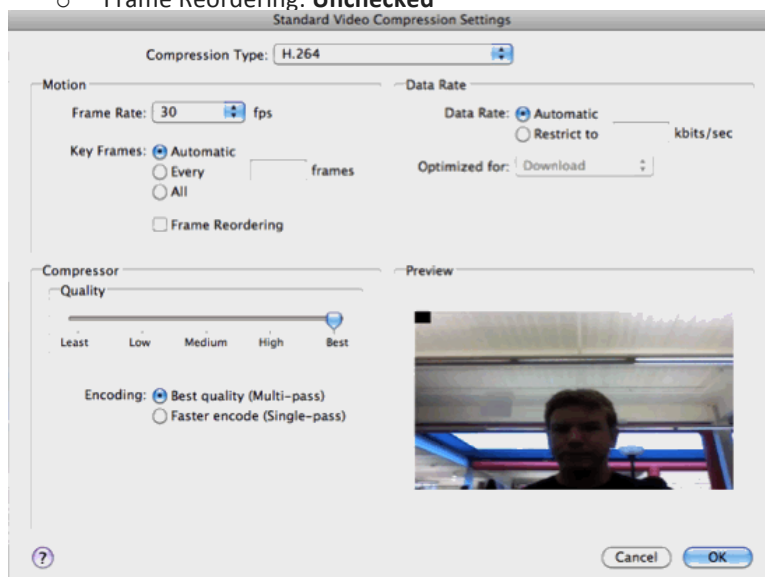 o Frame Reordering: Unchecked
Standard Video Compression Settings
Compression Type: H.264
Motion
Frame Rate: 30 fps
Key Frames: Automatic
Every frames
All
Frame Reordering
Data Rate
Data Rate: Automatic
Restrict to kbits/sec
Optimized for: Download
Compressor
Quality
Least Low Medium High Best
Encoding: Best quality (Multi-pass)
Faster encode (Single-pass)
Preview
?
Cancel OK